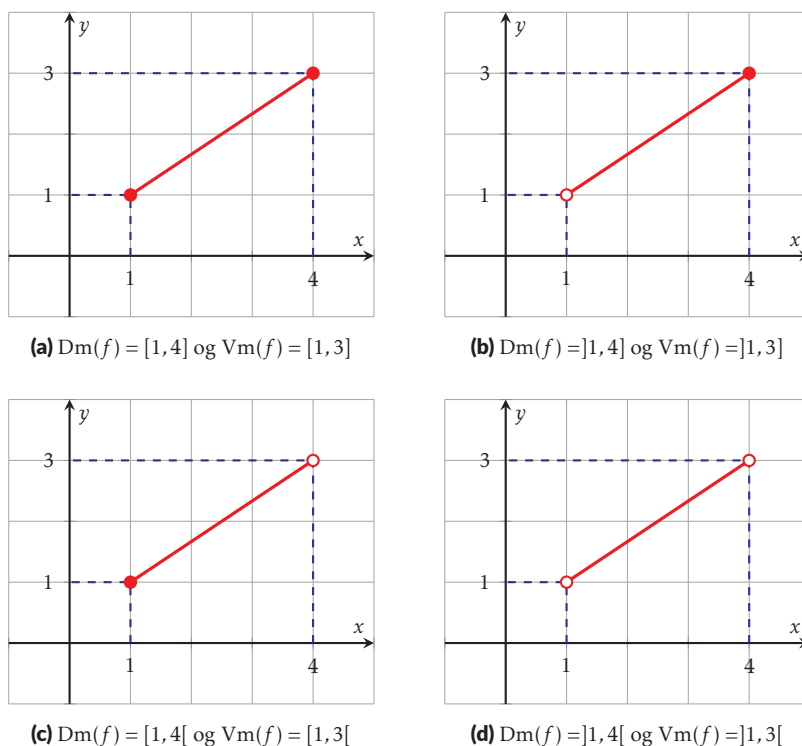 y
3
1
x
1
4
(a) Dm(f) = [1,4] og Vm(f) = [1,3]
y
3
1
x
1
4
(b) Dm(f) =]1,4] og Vm(f) =]1,3]
y
3
1
x
1
4
(c) Dm(f) = [1,4[ og Vm(f) = [1,3[
y
3
1
x
1
4
(d) Dm(f) =]1,4[ og Vm(f) =]1,3[